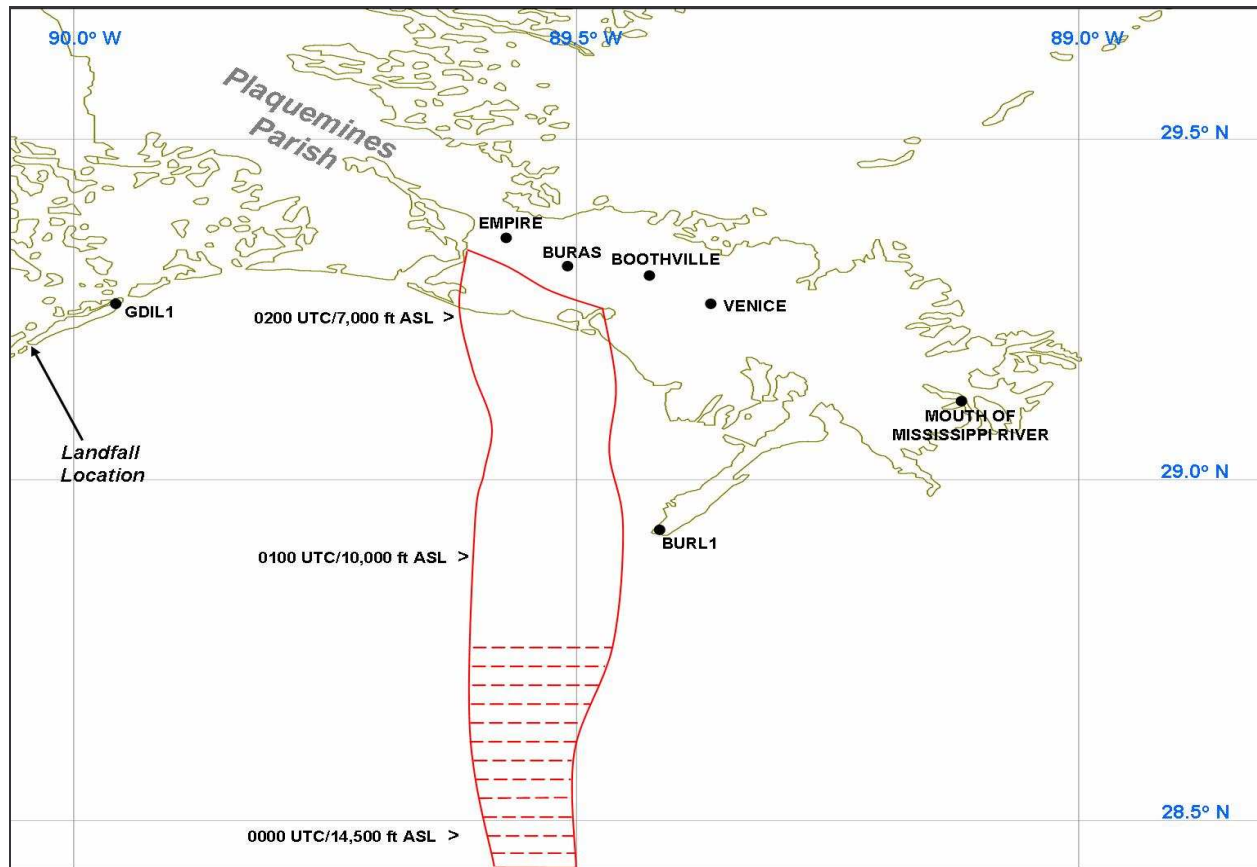 90.0° W
89.5° W
89.0° W
Plaquemines
Parish
29.5° N
EMPIRE
BURAS
BOOTHVILLE
VENICE
GDIL1
0200 UTC/7,000 ft ASL >
MOUTH OF
MISSISSIPPI RIVER
Landfall
Location
29.0° N
BURL1
0100 UTC/10,000 ft ASL >
28.5° N
0000 UTC/14,500 ft ASL >